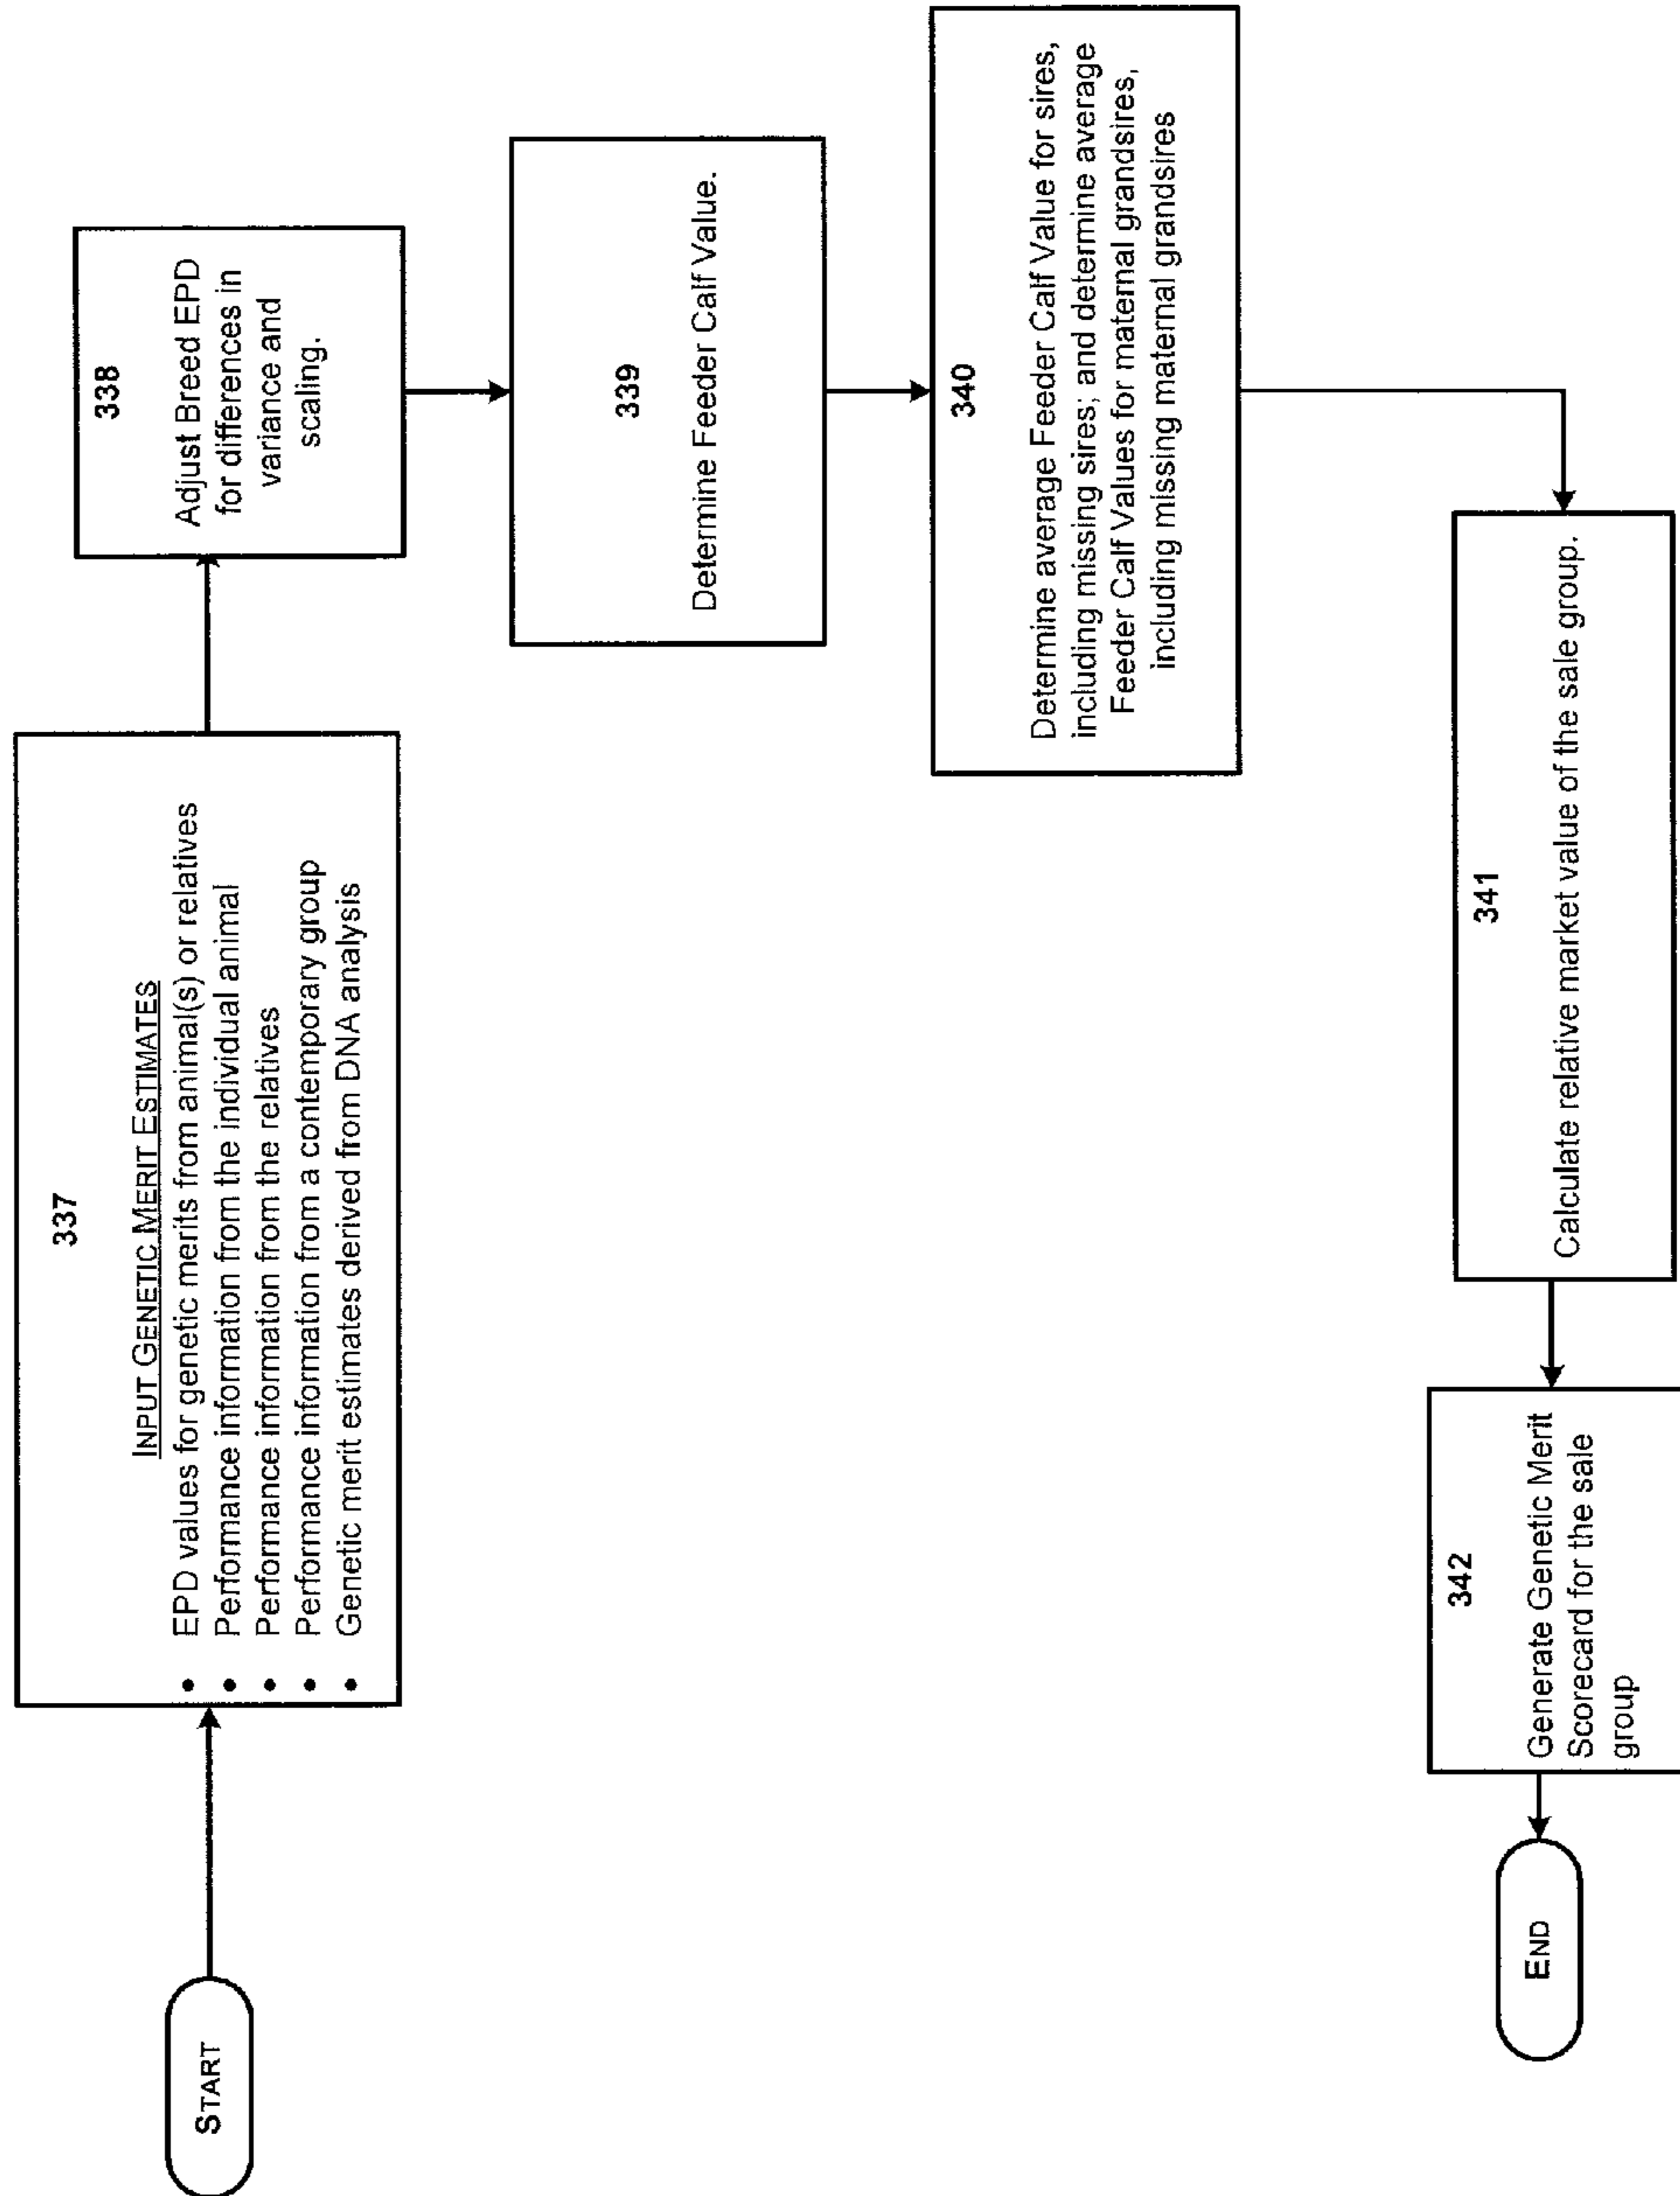 START
337
INPUT GENETIC MERIT ESTIMATES
• EPD values for genetic merits from animal(s) or relatives
• Performance information from the individual animal
• Performance information from the relatives
• Performance information from a contemporary group
• Genetic merit estimates derived from DNA analysis
338
Adjust Breed EPD
for differences in
variance and
scaling.
339
Determine Feeder Calf Value.
340
Determine average Feeder Calf Value for sires,
including missing sires; and determine average
Feeder Calf Values for maternal grandsires,
including missing maternal grandsires
341
Calculate relative market value of the sale group.
342
Generate Genetic Merit
Scorecard for the sale
group
END